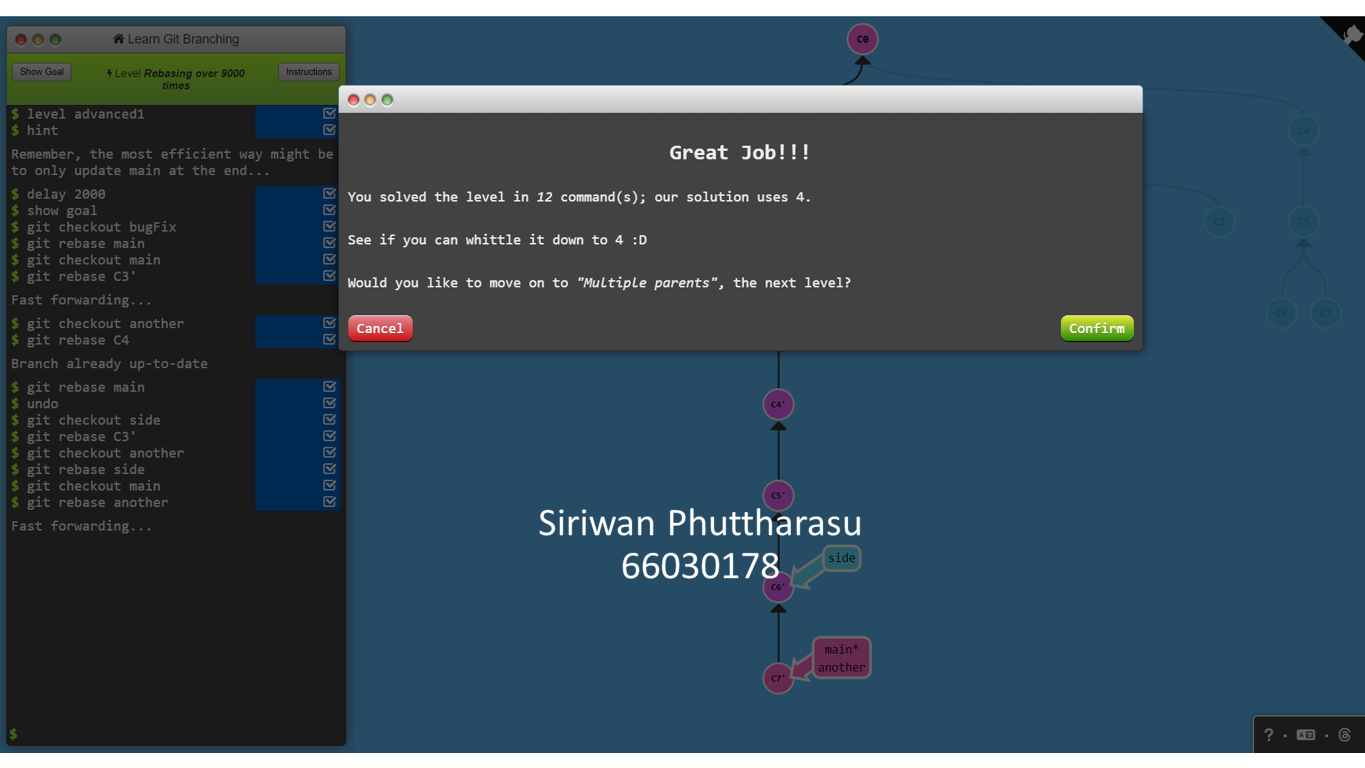 Learn Git Branching
Show Goal
Level Rebasing over 9000
times
Instructions
$ level advanced1
$ hint
Remember, the most efficient way might be
to only update main at the end...
$ delay 2000
$ show goal
$ git checkout bugFix
$ git rebase main
$ git checkout main
$ git rebase C3'
Fast forwarding...
$ git checkout another
$ git rebase C4
Branch already up-to-date
$ git rebase main
$ undo
$ git checkout side
$ git rebase C3'
$ git checkout another
$ git rebase side
$ git checkout main
$ git rebase another
Fast forwarding...
$
Great Job!!!
You solved the level in 12 command(s); our solution uses 4.
See if you can whittle it down to 4 :D
Would you like to move on to "Multiple parents", the next level?
Cancel
Confirm
C0
C4
C3
C5
C6
C7
C4'
C5'
Siriwan Phuttharasu
66030178
side
C6'
main*
another
C7'
?